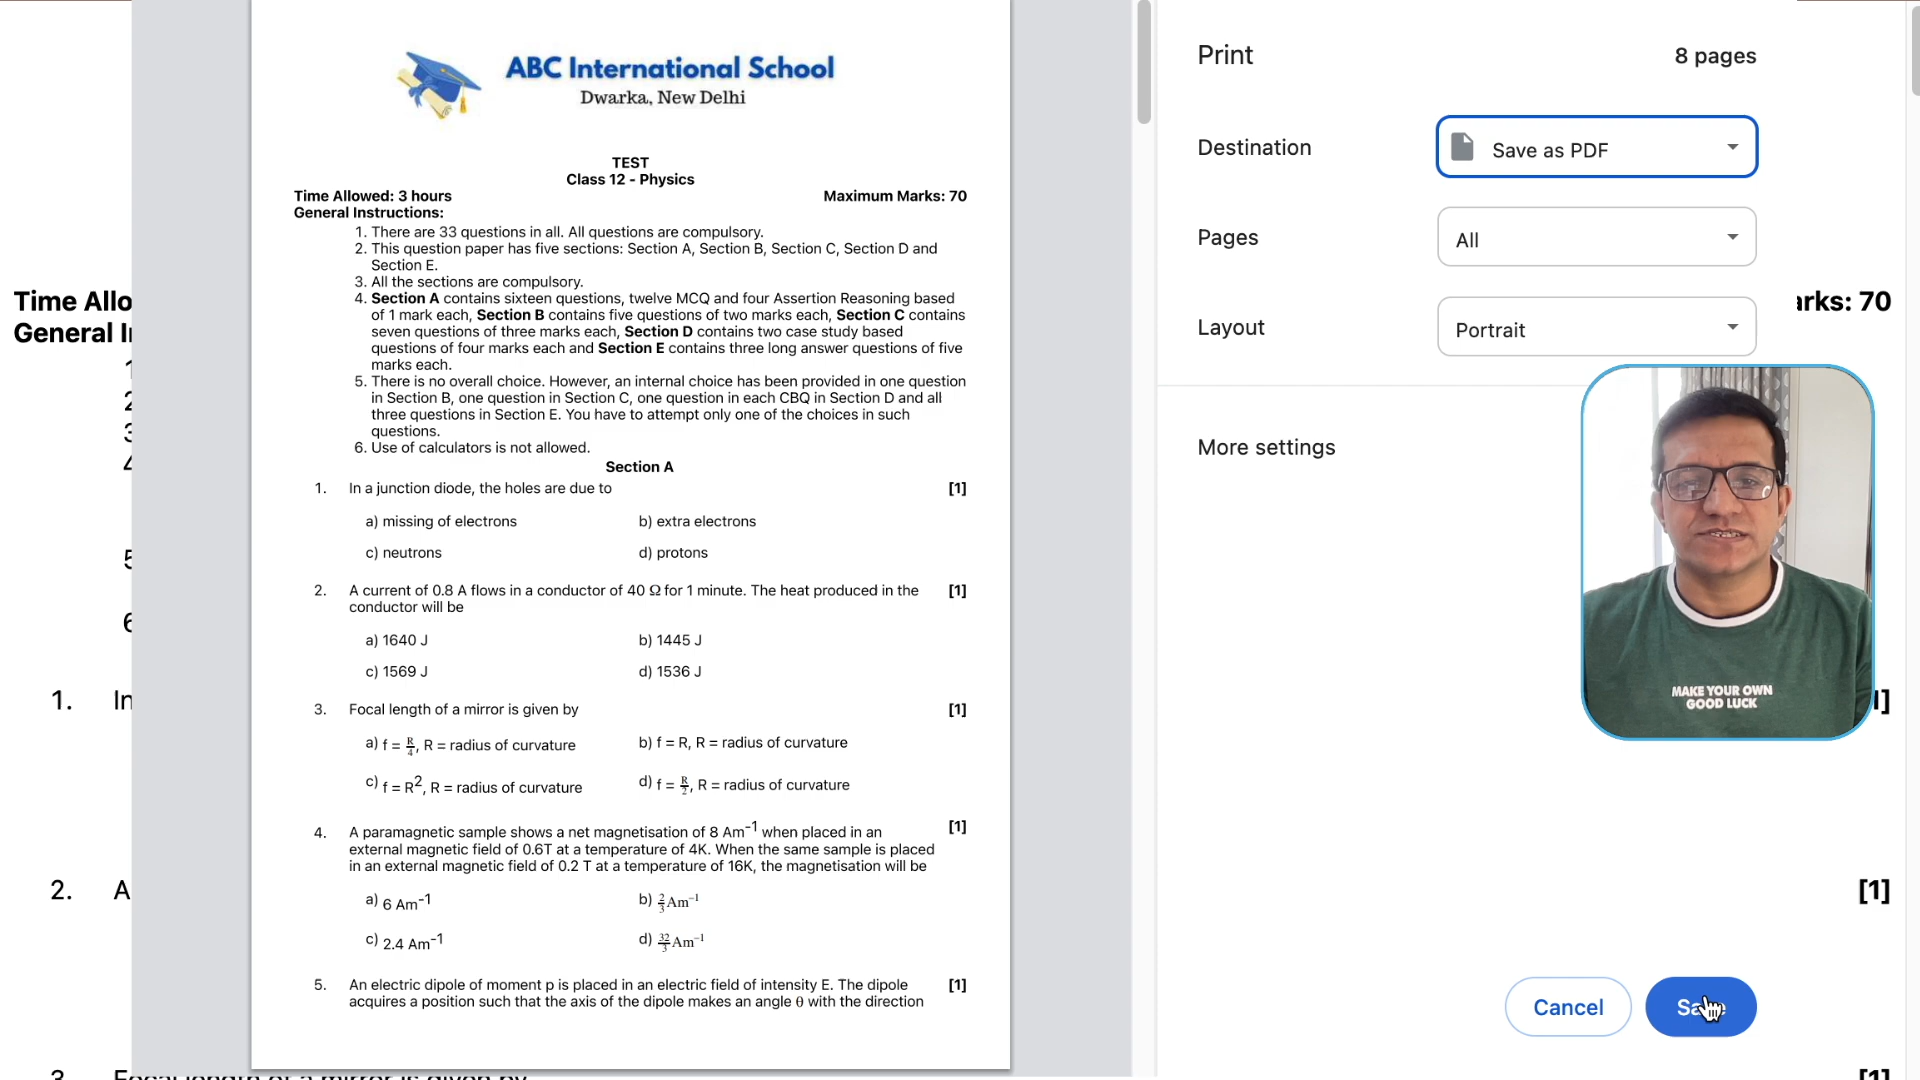 ABC International School
Dwarka, New Delhi
TEST
Class 12 - Physics
Time Allowed: 3 hours Maximum Marks: 70
General Instructions:
1. There are 33 questions in all. All questions are compulsory.
2. This question paper has five sections: Section A, Section B, Section C, Section D and
Section E.
3. All the sections are compulsory.
4. Section A contains sixteen questions, twelve MCQ and four Assertion Reasoning based
of 1 mark each, Section B contains five questions of two marks each, Section C contains
seven questions of three marks each, Section D contains two case study based
questions of four marks each and Section E contains three long answer questions of five
marks each.
5. There is no overall choice. However, an internal choice has been provided in one question
in Section B, one question in Section C, one question in each CBQ in Section D and all
three questions in Section E. You have to attempt only one of the choices in such
questions.
6. Use of calculators is not allowed.
Section A
1. In a junction diode, the holes are due to [1]
a) missing of electrons b) extra electrons
c) neutrons d) protons
2. A current of 0.8 A flows in a conductor of 40 Ω for 1 minute. The heat produced in the [1]
conductor will be
a) 1640 J b) 1445 J
c) 1569 J d) 1536 J
3. Focal length of a mirror is given by [1]
a) f = R/4, R = radius of curvature b) f = R, R = radius of curvature
c) f = R², R = radius of curvature d) f = R/2, R = radius of curvature
4. A paramagnetic sample shows a net magnetisation of 8 Am⁻¹ when placed in an [1]
external magnetic field of 0.6T at a temperature of 4K. When the same sample is placed
in an external magnetic field of 0.2 T at a temperature of 16K, the magnetisation will be
a) 6 Am⁻¹ b) 2/3 Am⁻¹
c) 2.4 Am⁻¹ d) 32/3 Am⁻¹
5. An electric dipole of moment p is placed in an electric field of intensity E. The dipole [1]
acquires a position such that the axis of the dipole makes an angle θ with the direction
Print 8 pages
Destination Save as PDF
Pages All
Layout Portrait
More settings
MAKE YOUR OWN
GOOD LUCK
Cancel Save
Time Allo
arks: 70
General I
1.
In
2.
A
[1]